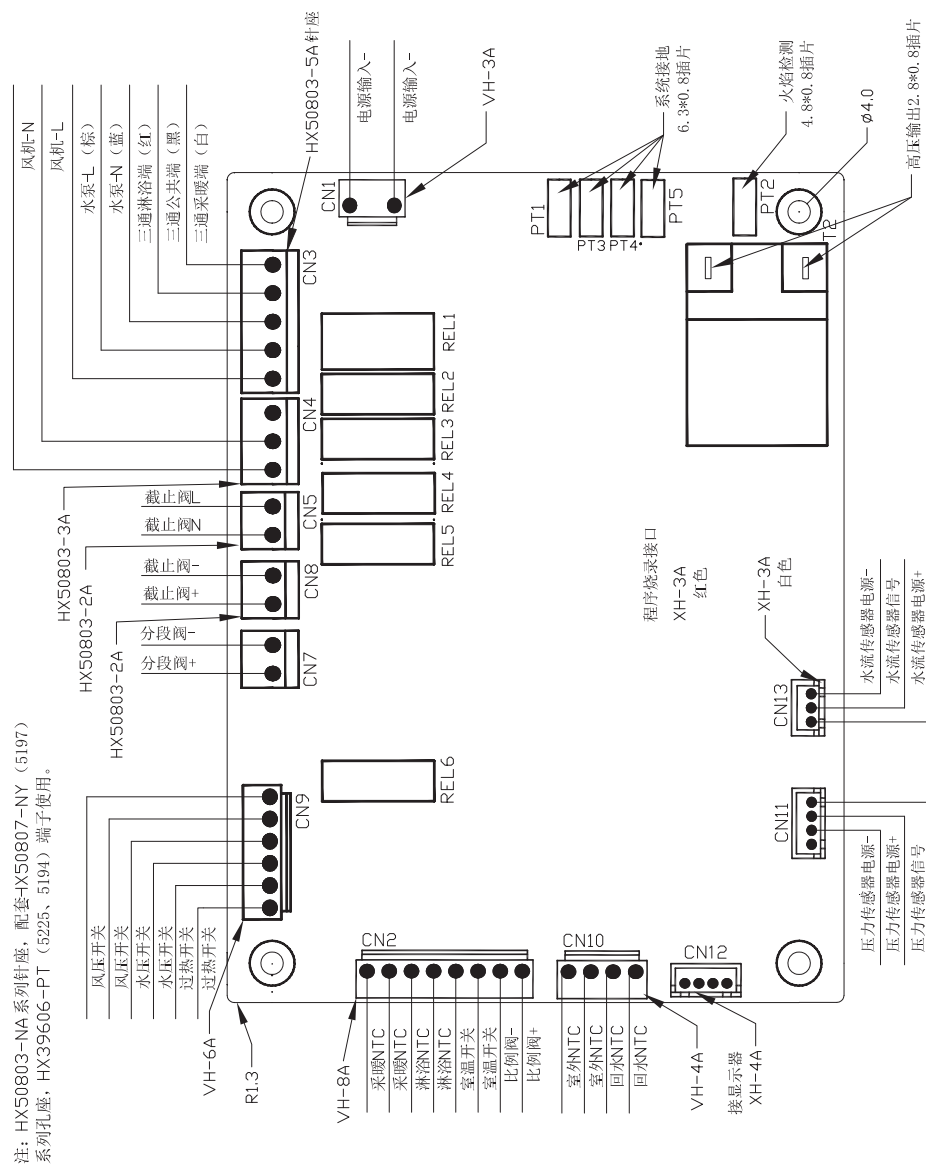 注：HX50803-NA系列针座，配套HX50807-NY（5197）
系列孔座，HX39606-PT（5225、5194）端子使用。
风机-N
风机-L
水泵-L（棕）
水泵-N（蓝）
三通淋浴端（红）
三通公共端（黑）
三通采暖端（白）
HX50803-5A针座
电源输入-
电源输入-
VH-3A
系统接地
6.3*0.8插片
火焰检测
4.8*0.8插片
ø4.0
高压输出2.8*0.8插片
CN1
CN3
CN4
CN5
CN8
CN7
CN9
PT1
PT3
PT4
PT5
PT2
T2
REL1
REL2
REL3
REL4
REL5
REL6
HX50803-3A
截止阀L
截止阀N
HX50803-2A
截止阀-
截止阀+
HX50803-2A
分段阀-
分段阀+
风压开关
风压开关
水压开关
水压开关
过热开关
过热开关
VH-6A
R1.3
程序烧录接口
XH-3A
红色
XH-3A
白色
CN13
水流传感器电源-
水流传感器信号
水流传感器电源+
CN11
压力传感器电源-
压力传感器电源+
压力传感器信号
CN2
VH-8A
采暖NTC
采暖NTC
淋浴NTC
淋浴NTC
室温开关
室温开关
比例阀-
比例阀+
CN10
室外NTC
室外NTC
回水NTC
回水NTC
VH-4A
CN12
接显示器
XH-4A